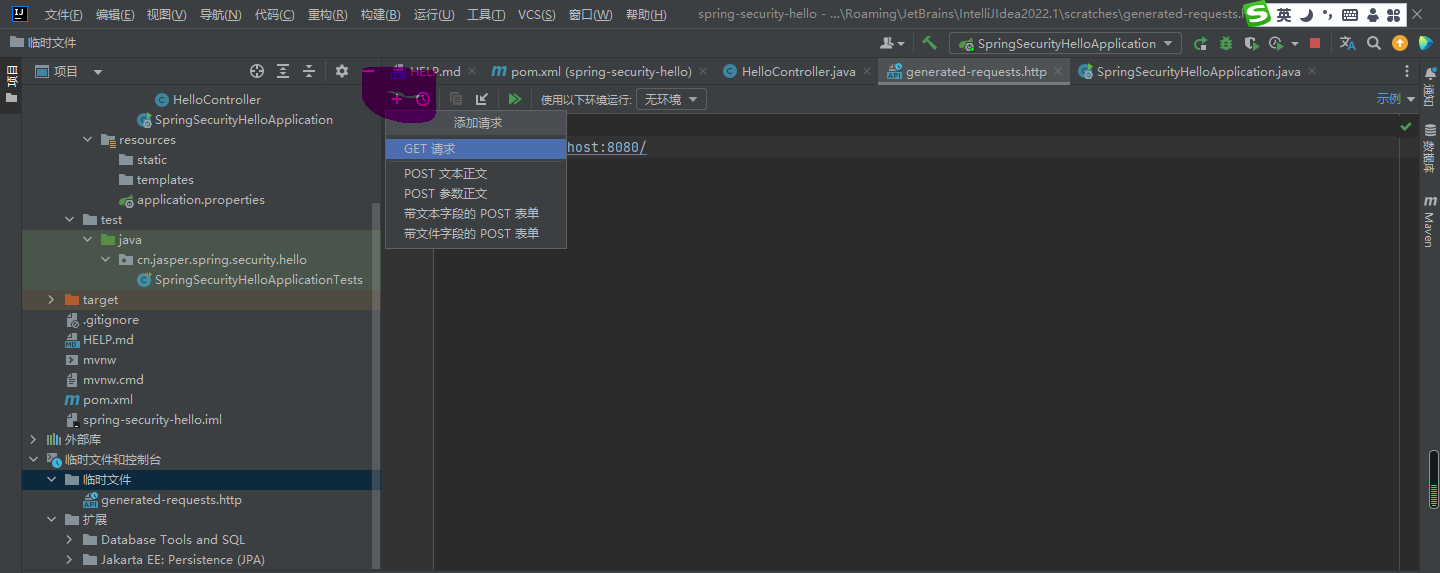 文件(F) 编辑(E) 视图(V) 导航(N) 代码(C) 重构(R) 构建(B) 运行(U) 工具(T) VCS(S) 窗口(W) 帮助(H) spring-security-hello - ...\Roaming\JetBrains\IntelliJIdea2022.1\scratches\generated-requests. 英
临时文件 SpringSecurityHelloApplication
项目 项目 HELP.md pom.xml (spring-security-hello) HelloController.java generated-requests.http SpringSecurityHelloApplication.java 通知
使用以下环境运行: 无环境 示例
HelloController
SpringSecurityHelloApplication
添加请求
resources
GET 请求 host:8080/
static
数据库
POST 文本正文
templates
POST 参数正文
application.properties
带文本字段的 POST 表单
test
Maven
带文件字段的 POST 表单
java
cn.jasper.spring.security.hello
SpringSecurityHelloApplicationTests
target
.gitignore
HELP.md
mvnw
mvnw.cmd
pom.xml
spring-security-hello.iml
外部库
临时文件和控制台
临时文件
generated-requests.http
扩展
Database Tools and SQL
Jakarta EE: Persistence (JPA)